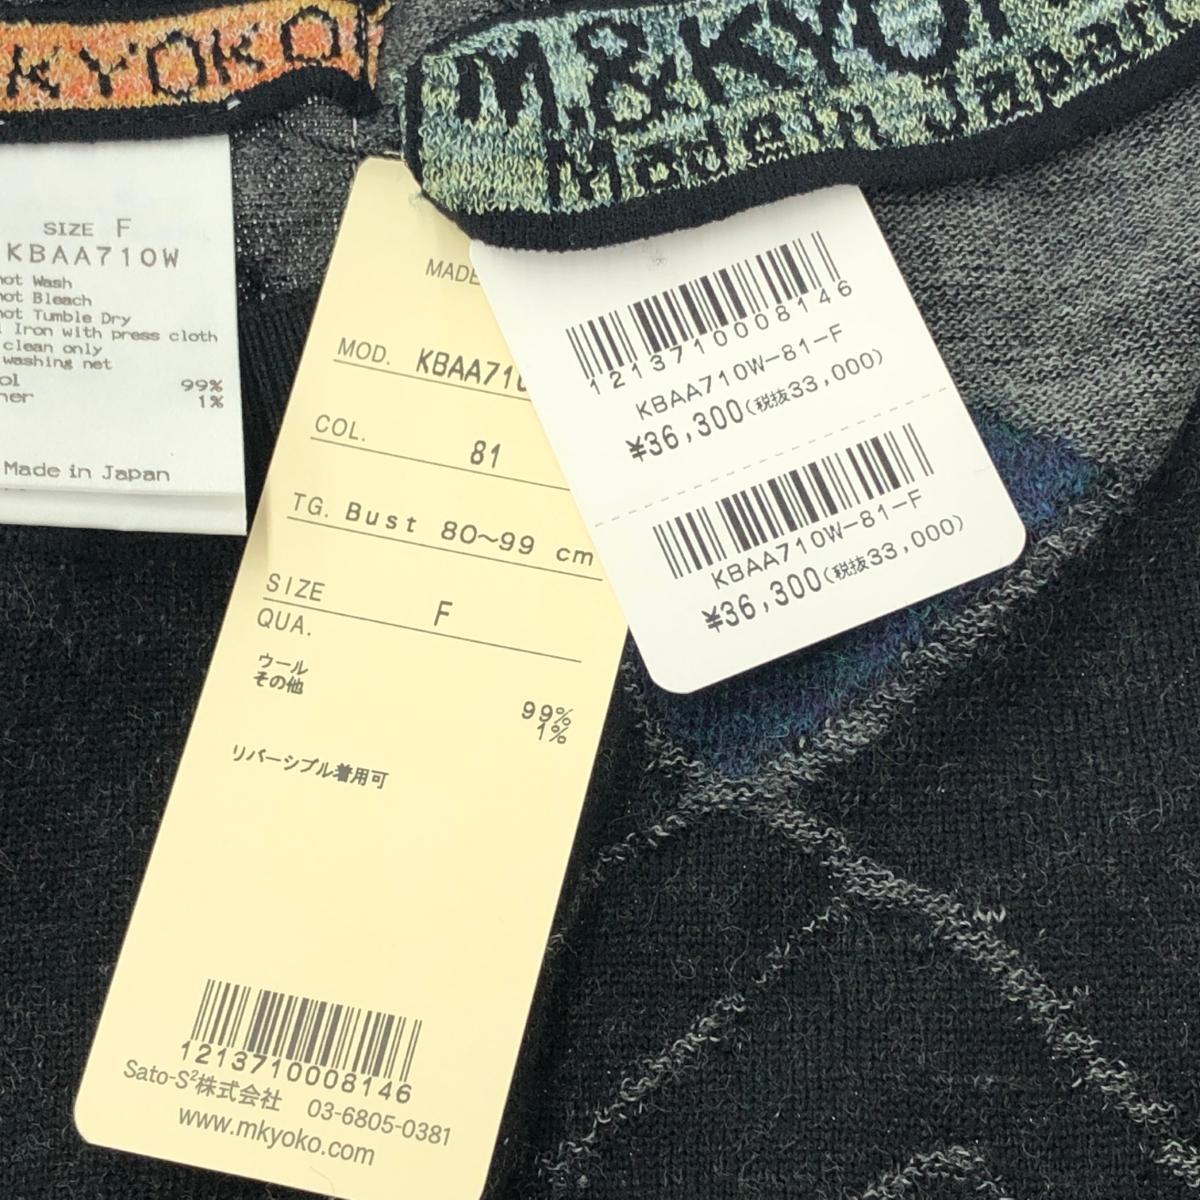 KYOKO
M.&KYO
Made in Japan
SIZE F
KBAA710W
not Wash
not Bleach
not Tumble Dry
Iron with press cloth
clean only
washing net
99%
1%
Made in Japan
MADE
MOD. KBAA710
COL. 81
TG. Bust 80~99 cm
SIZE F
QUA.
ウール 99%
その他 1%
リバーシブル着用可
1213710008146
Sato-S²株式会社 03-6805-0381
www.mkyoko.com
1213710008146
KBAA710W-81-F
¥36,300(税抜33,000)
KBAA710W-81-F
¥36,300(税抜33,000)